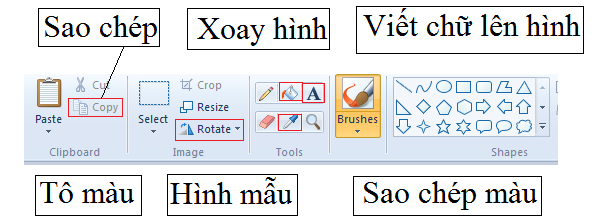 Sao chép
Xoay hình
Viết chữ lên hình
Paste
Cut
Copy
Clipboard
Select
Crop
Resize
Rotate
Image
A
Tools
Brushes
Shapes
Tô màu
Hình mẫu
Sao chép màu